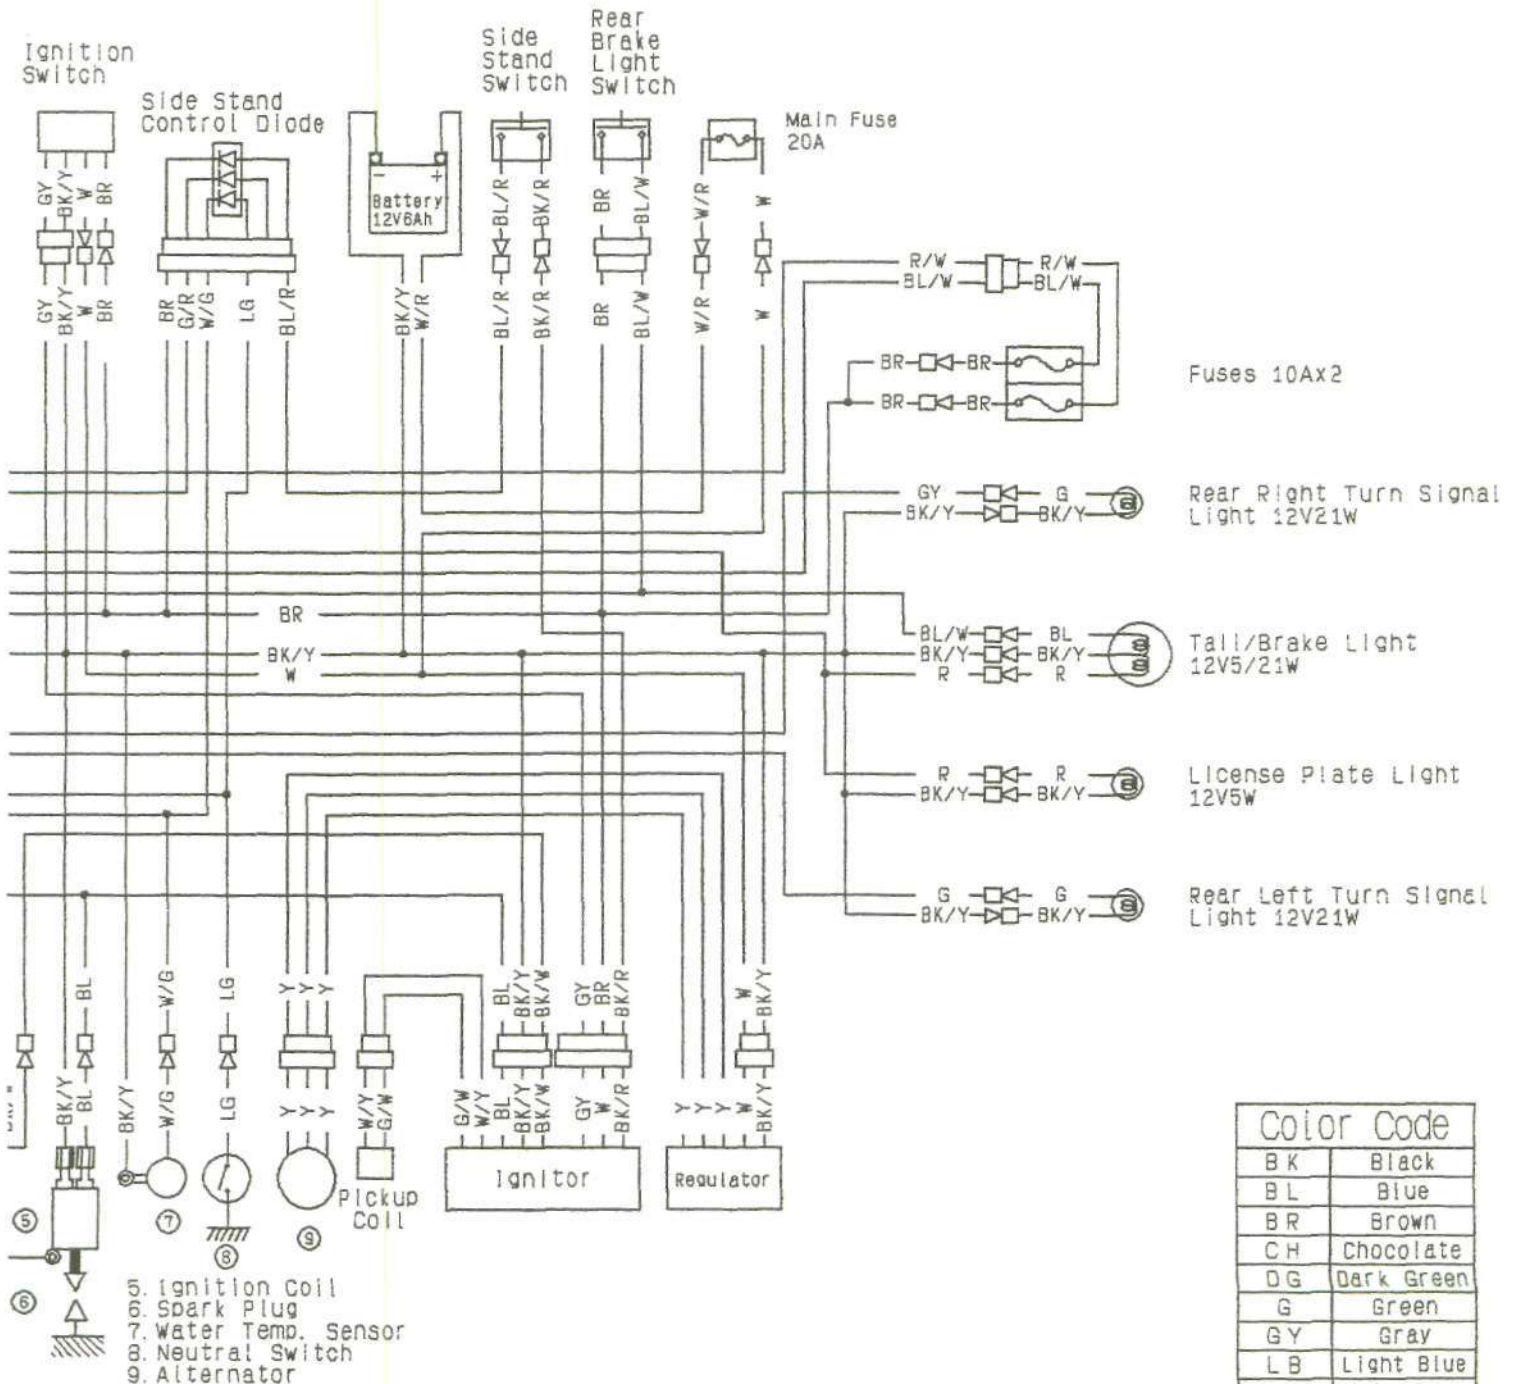 Ignition
Switch
Side Stand
Control Diode
Side
Stand
Switch
Rear
Brake
Light
Switch
Main Fuse
20A
- +
Battery
12V6Ah
GY BK/Y W BR
BL/R BK/R
BR BL/W
W/R W
GY BK/Y W BR
BR G/R W/G LG BL/R
BK/Y W/R
BL/R BK/R
BR BL/W
W/R W
R/W R/W
BL/W BL/W
BR BR
BR BR
Fuses 10Ax2
GY G
BK/Y BK/Y
Rear Right Turn Signal
Light 12V21W
BR
BK/Y
W
BL/W BL
BK/Y BK/Y
R R
Tail/Brake Light
12V5/21W
R R
BK/Y BK/Y
License Plate Light
12V5W
G G
BK/Y BK/Y
Rear Left Turn Signal
Light 12V21W
BL W/G LG Y Y Y
BL BK/Y BK/W GY BR BK/R W BK/Y
BK/Y BL BK/Y W/G LG Y Y Y W/Y G/W
G/W W/Y BL BK/Y BK/W GY W BK/R Y Y Y W BK/Y
Pickup
Coil
Ignitor
Regulator
5
6
7
8
9
5. Ignition Coil
6. Spark Plug
7. Water Temp. Sensor
8. Neutral Switch
9. Alternator
Color Code
BK Black
BL Blue
BR Brown
CH Chocolate
DG Dark Green
G Green
GY Gray
LB Light Blue